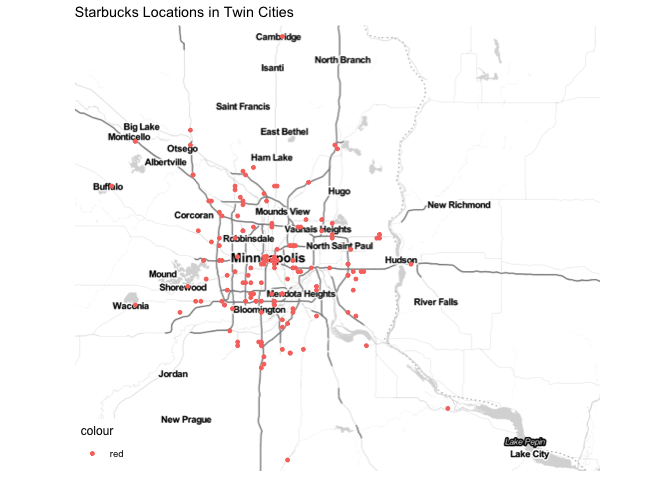 Starbucks Locations in Twin Cities
Cambridge
North Branch
Isanti
Saint Francis
Big Lake
East Bethel
Monticello
Otsego
Ham Lake
Albertville
Buffalo
Hugo
New Richmond
Mounds View
Corcoran
Vadnais Heights
Robbinsdale
North Saint Paul
Minneapolis
Hudson
Mound
Shorewood
Mendota Heights
River Falls
Waconia
Bloomington
Jordan
New Prague
colour
red
Lake Pepin
Lake City